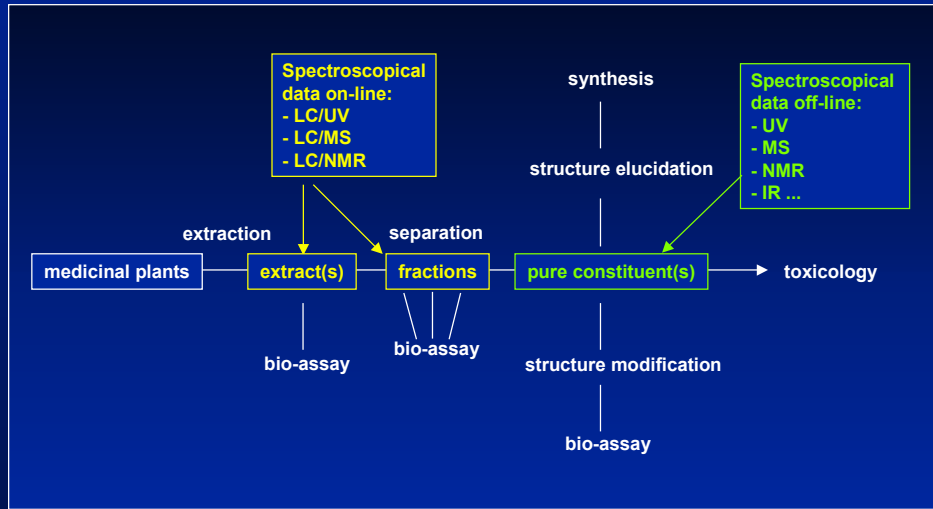 Spectroscopical
data on-line:
- LC/UV
- LC/MS
- LC/NMR
synthesis
Spectroscopical
data off-line:
- UV
- MS
- NMR
- IR ...
structure elucidation
extraction
separation
medicinal plants
extract(s)
fractions
pure constituent(s)
toxicology
bio-assay
bio-assay
structure modification
bio-assay